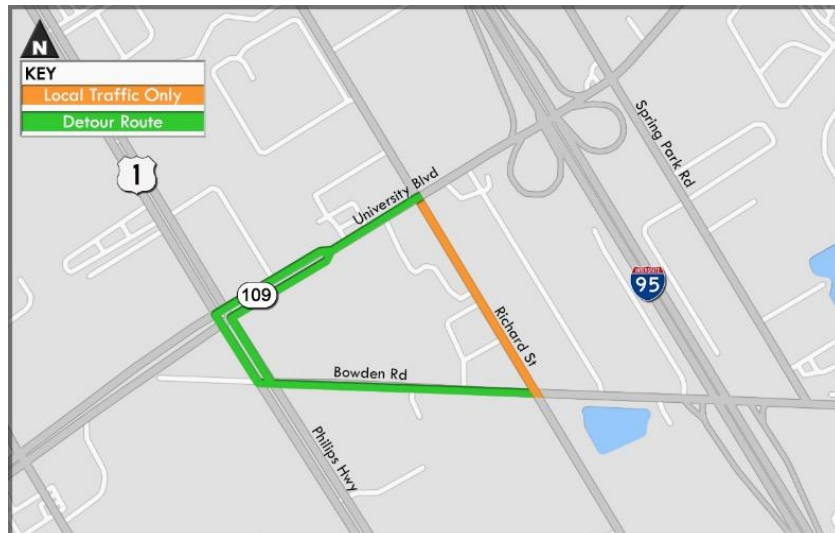 N
KEY
Local Traffic Only
Detour Route
1
University Blvd
Spring Park Rd
109
INTERSTATE
95
Richard St
Bowden Rd
Philips Hwy